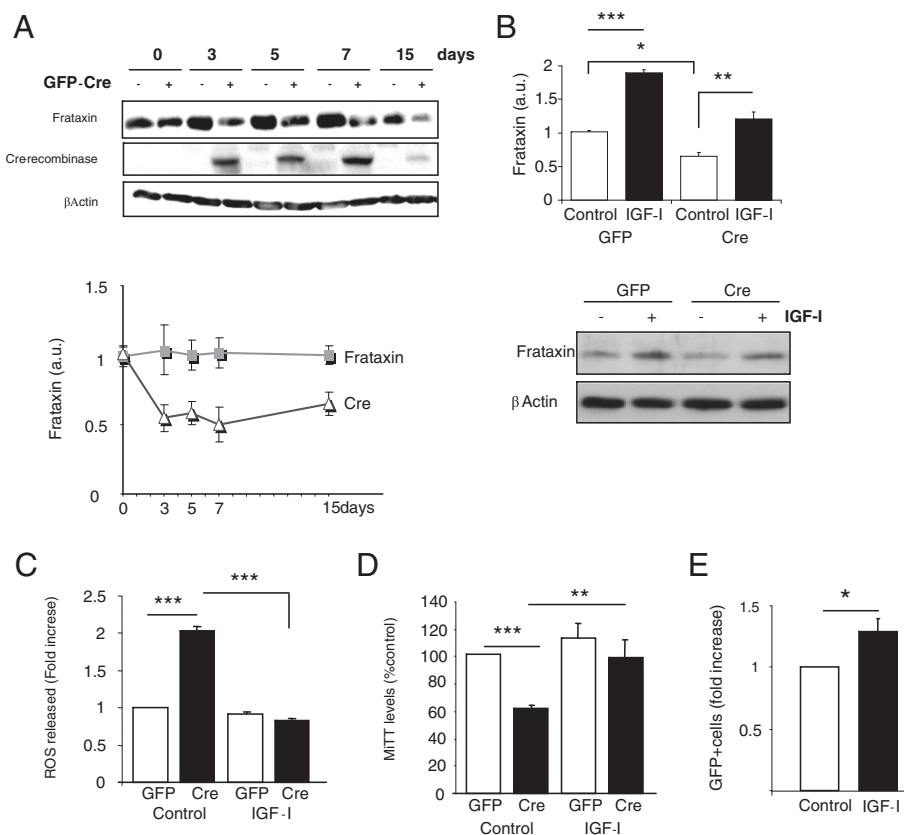 A
0 3 5 7 15 days
GFP-Cre - + - + - + - + - +
Frataxin
Cre-recombinase
βActin
1.5
1
0.5
0
Frataxin (a.u.)
Frataxin
Cre
0 3 5 7 15days
B
***
*
**
2
1.5
1
0.5
0
Frataxin (a.u.)
Control IGF-I Control IGF-I
GFP Cre
GFP Cre
- + - + IGF-I
Frataxin
β Actin
C
***
***
2.5
2
1.5
1
0.5
0
ROS released (Fold increse)
GFP Cre GFP Cre
Control IGF-I
D
**
***
140
120
100
80
60
40
20
0
MiTT levels (%control)
GFP Cre GFP Cre
Control IGF-I
E
*
1.5
1
0.5
0
GFP+cells (fold increase)
Control IGF-I